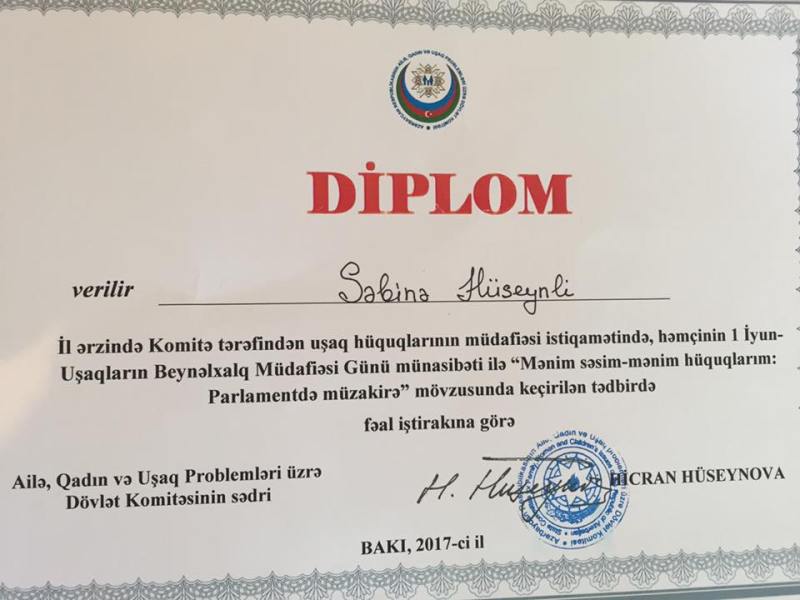 DİPLOM
verilir Səbinə Hüseynli
İl ərzində Komitə tərəfindən uşaq hüquqlarının müdafiəsi istiqamətində, həmçinin 1 İyun-
Uşaqların Beynəlxalq Müdafiəsi Günü münasibəti ilə “Mənim səsim-mənim hüquqlarım:
Parlamentdə müzakirə” mövzusunda keçirilən tədbirdə
fəal iştirakına görə
Ailə, Qadın və Uşaq Problemləri üzrə
Dövlət Komitəsinin sədri
H. Huseynova
HİCRAN HÜSEYNOVA
BAKI, 2017-ci il